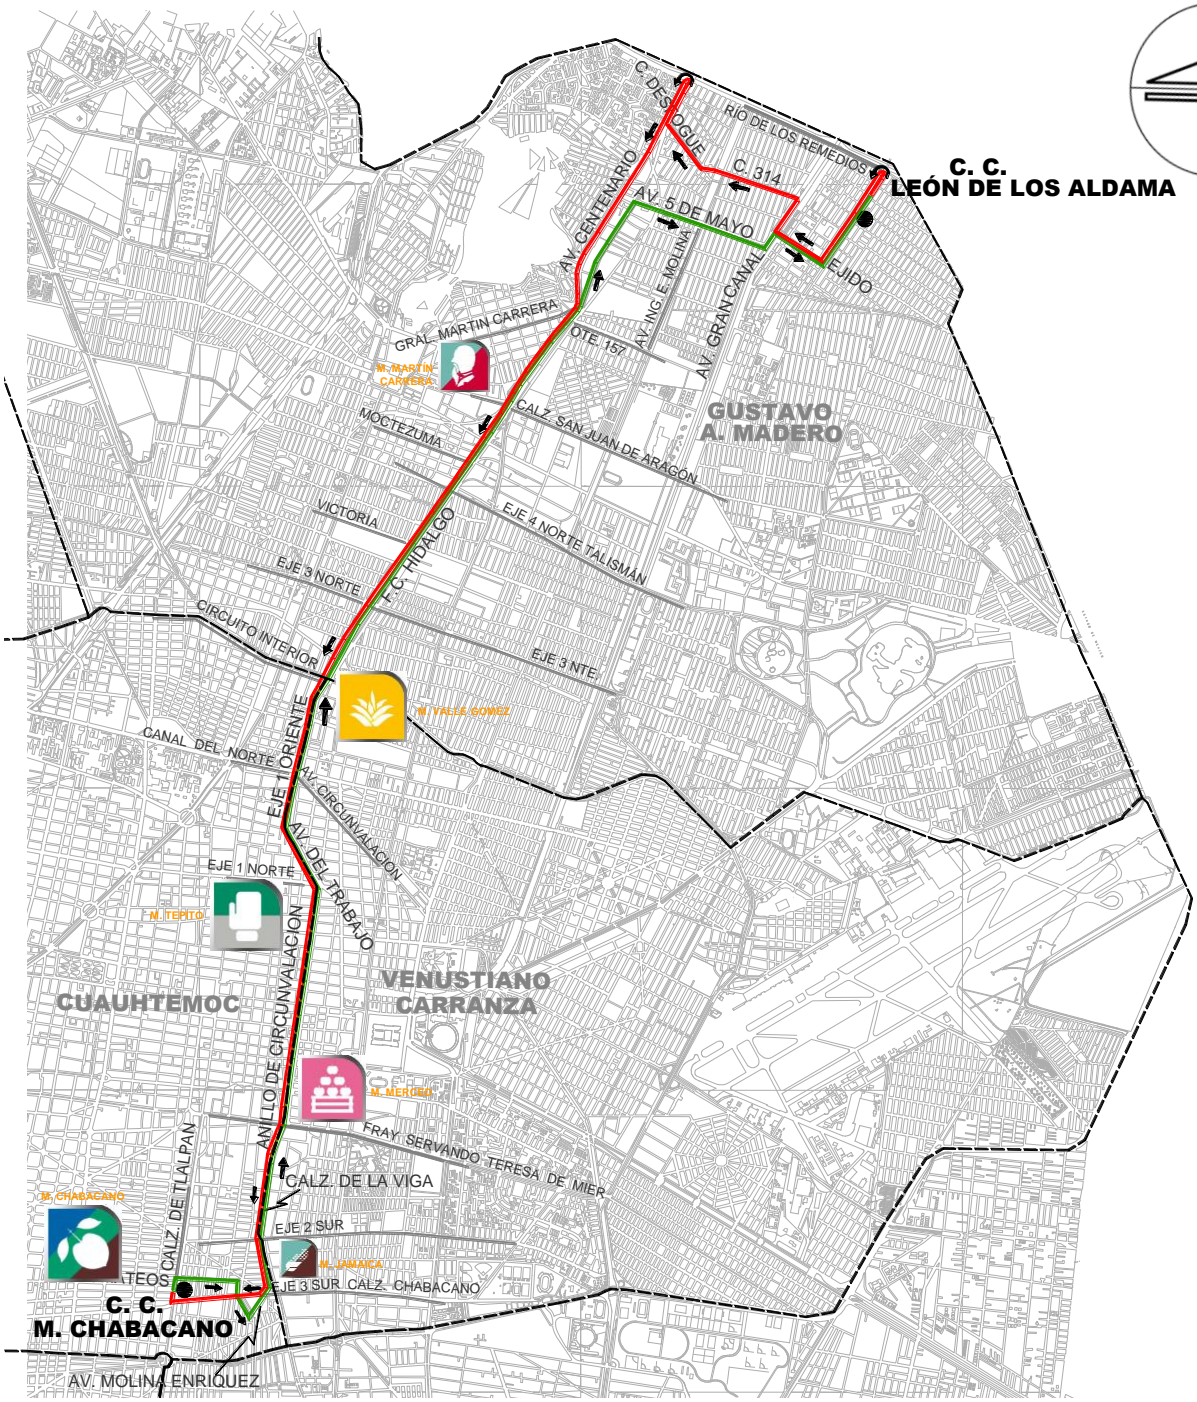 C. DESFOGUE
RÍO DE LOS REMEDIOS
C. C.
LEÓN DE LOS ALDAMA
C. 314
AV. CENTENARIO
AV. 5 DE MAYO
AV. ING. E. MOLINA
EJIDO
AV. GRAN CANAL
GRAL. MARTIN CARRERA
OTE. 157
M. MARTÍN
CARRERA
CALZ. SAN JUAN DE ARAGÓN
GUSTAVO
A. MADERO
MOCTEZUMA
VICTORIA
F.C. HIDALGO
EJE 4 NORTE TALISMÁN
EJE 3 NORTE
CIRCUITO INTERIOR
EJE 3 NTE.
M. VALLE GOMEZ
EJE 1 ORIENTE
CANAL DEL NORTE
AV. CIRCUNVALACION
AV. DEL TRABAJO
EJE 1 NORTE
M. TEPITO
CUAUHTEMOC
VENUSTIANO
CARRANZA
ANILLO DE CIRCUNVALACION
M. MERCED
FRAY SERVANDO TERESA DE MIER
CALZ. DE TLALPAN
CALZ. DE LA VIGA
M. CHABACANO
EJE 2 SUR
M. JAMAICA
ATEOS
EJE 3 SUR CALZ. CHABACANO
C. C.
M. CHABACANO
AV. MOLINA ENRIQUEZ